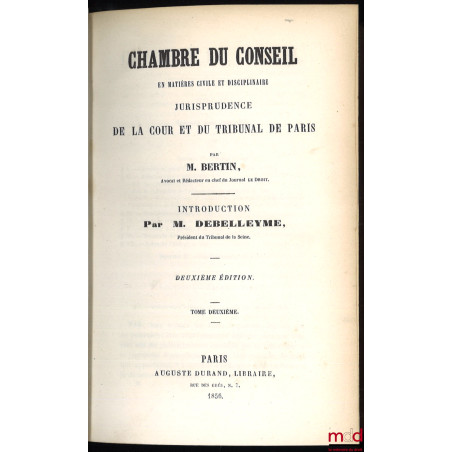 CHAMBRE DU CONSEIL
EN MATIÈRES CIVILE ET DISCIPLINAIRE
JURISPRUDENCE
DE LA COUR ET DU TRIBUNAL DE PARIS
PAR
M. BERTIN,
Avocat et Rédacteur en chef du Journal LE DROIT.
INTRODUCTION
Par M. DEBELLEYME,
Président du Tribunal de la Seine.
DEUXIÈME ÉDITION.
TOME DEUXIÈME.
PARIS
AUGUSTE DURAND, LIBRAIRE,
RUE DES GRÉS, N. 7.
1856.
mdd